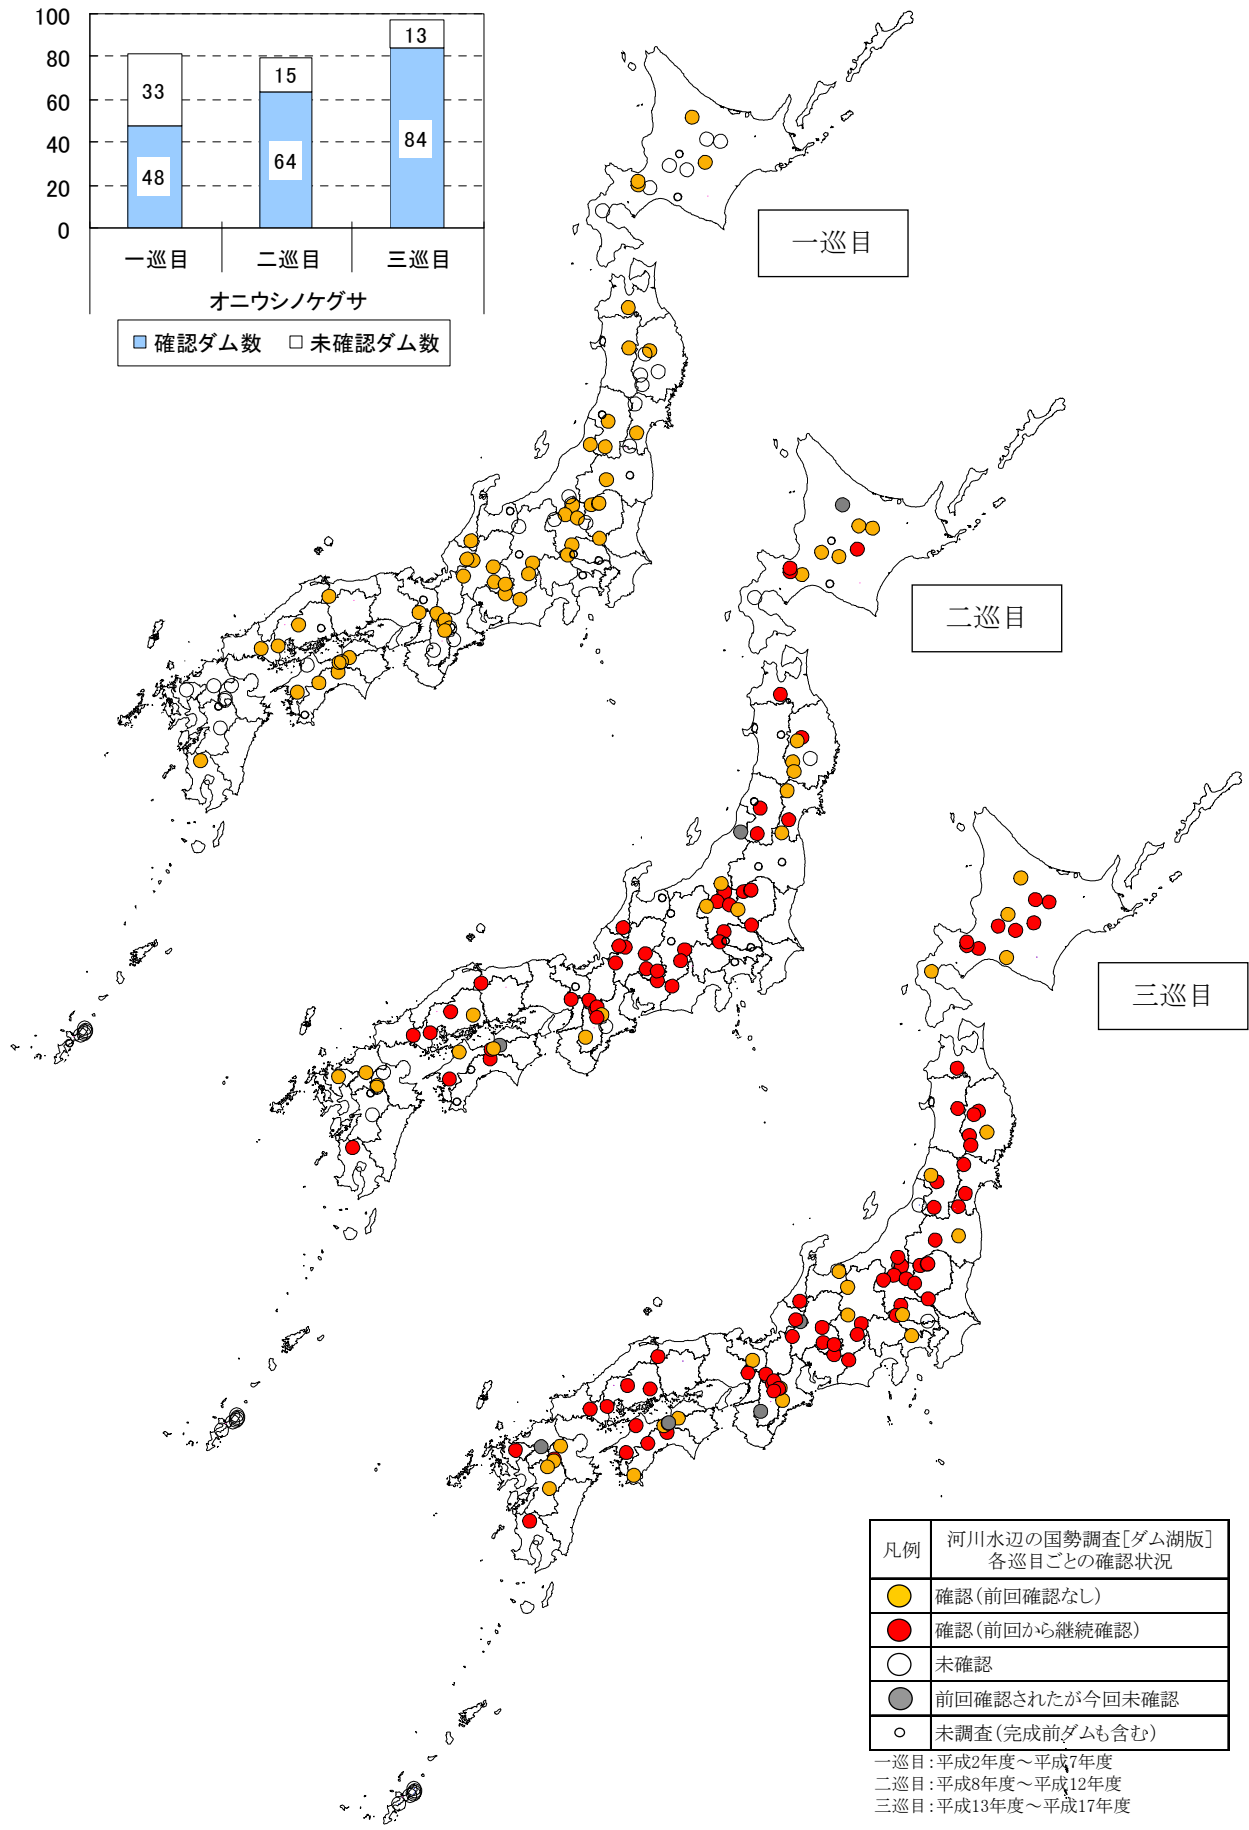 100
80
60
40
20
0
33
48
15
64
13
84
一巡目
二巡目
三巡目
オニウシノケグサ
確認ダム数
未確認ダム数
一巡目
二巡目
三巡目
凡例
河川水辺の国勢調査[ダム湖版]
各巡目ごとの確認状況
確認(前回確認なし)
確認(前回から継続確認)
未確認
前回確認されたが今回未確認
未調査(完成前ダムも含む)
一巡目:平成2年度~平成7年度
二巡目:平成8年度~平成12年度
三巡目:平成13年度~平成17年度